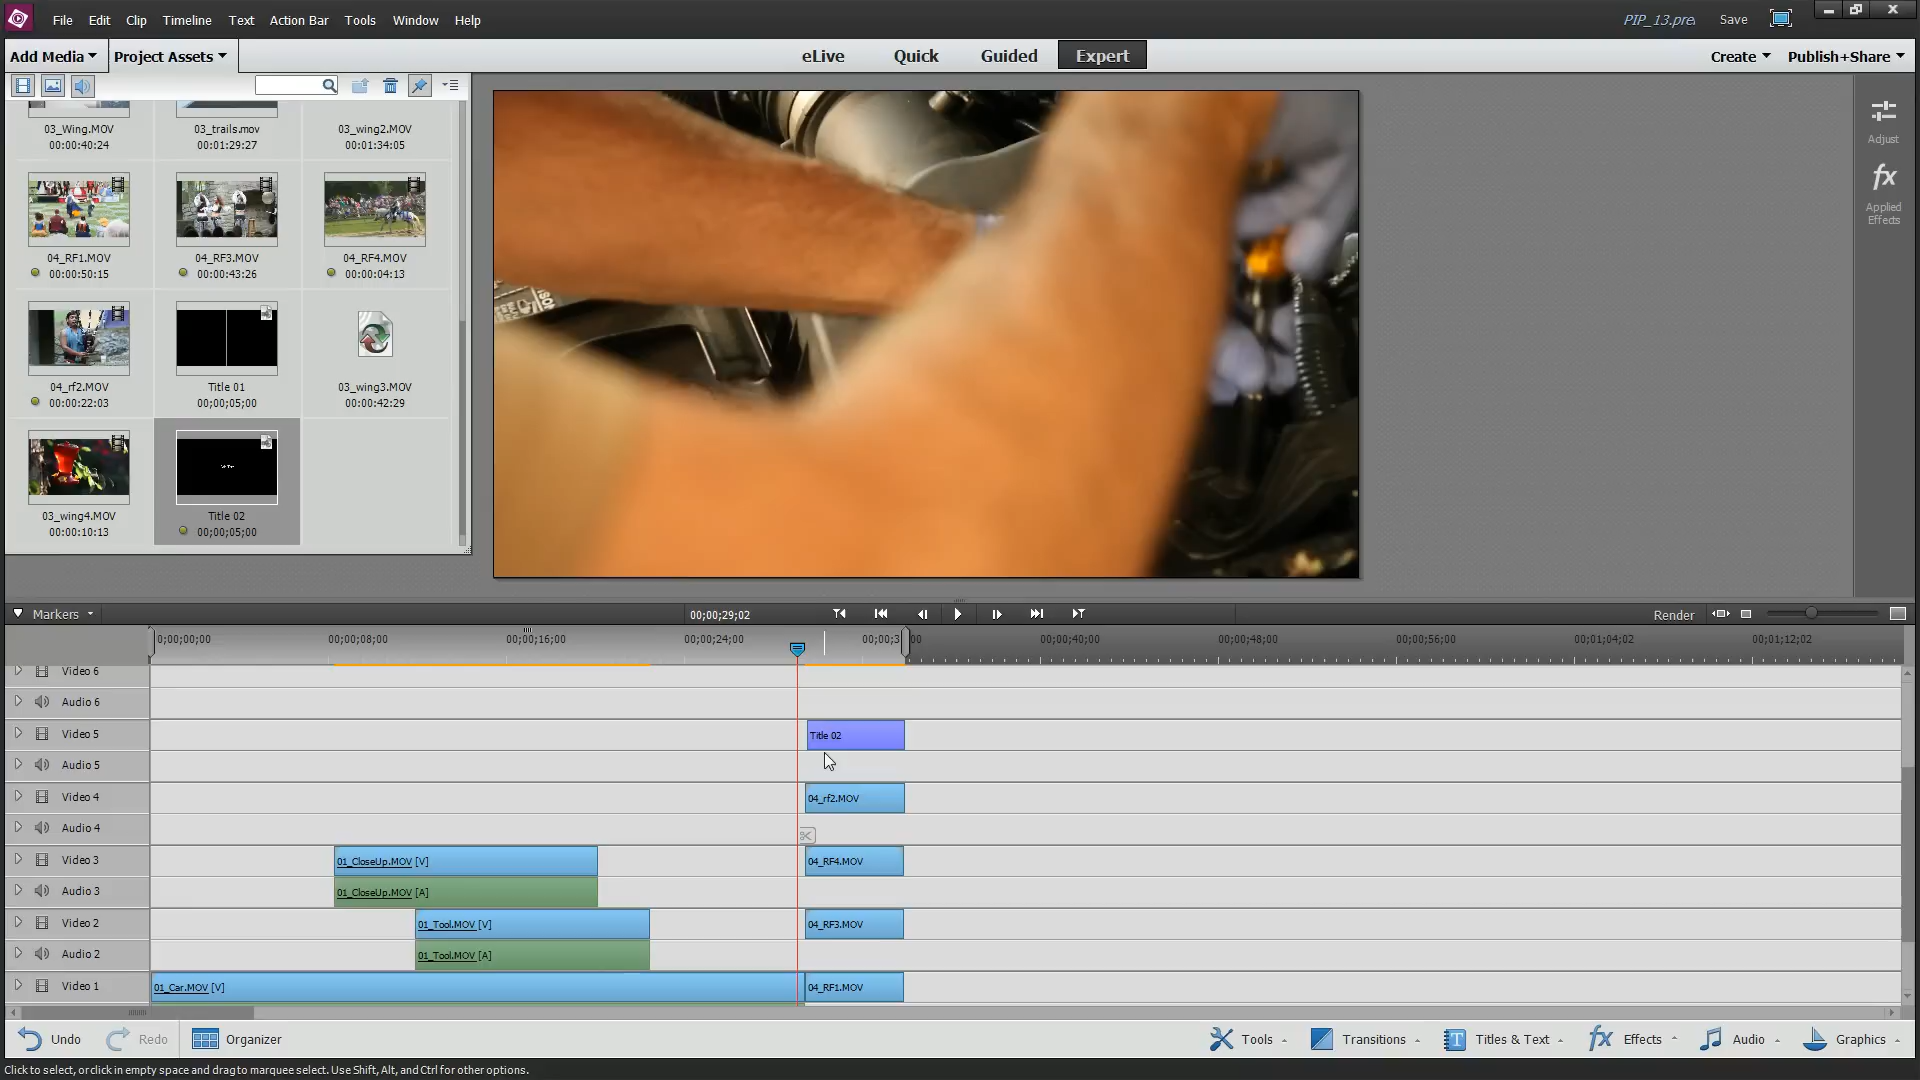 File Edit Clip Timeline Text Action Bar Tools Window Help
PIP_13.pre Save
Add Media Project Assets
eLive Quick Guided Expert
Create Publish+Share
03_Wing.MOV 03_trails.mov 03_wing2.MOV
00:00:40:24 00:01:29:27 00:01:34:05
04_RF1.MOV 04_RF3.MOV 04_RF4.MOV
00:00:50:15 00:00:43:26 00:00:04:13
04_rf2.MOV Title 01 03_wing3.MOV
00:00:22:03 00;00;05;00 00:00:42:29
03_wing4.MOV Title 02
00:00:10:13 00;00;05;00
Adjust
fx
Applied
Effects
Markers 00;00;29;02 Render
0;00;00;00 00;00;08;00 00;00;16;00 00;00;24;00 00;00;3 00 00;00;40;00 00;00;48;00 00;00;56;00 00;01;04;02 00;01;12;02
Video 6
Audio 6
Video 5 Title 02
Audio 5
Video 4 04_rf2.MOV
Audio 4
Video 3 01_CloseUp.MOV [V] 04_RF4.MOV
Audio 3 01_CloseUp.MOV [A]
Video 2 01_Tool.MOV [V] 04_RF3.MOV
Audio 2 01_Tool.MOV [A]
Video 1 01_Car.MOV [V] 04_RF1.MOV
Undo Redo Organizer Tools Transitions T Titles & Text fx Effects Audio Graphics
Click to select, or click in empty space and drag to marquee select. Use Shift, Alt, and Ctrl for other options.